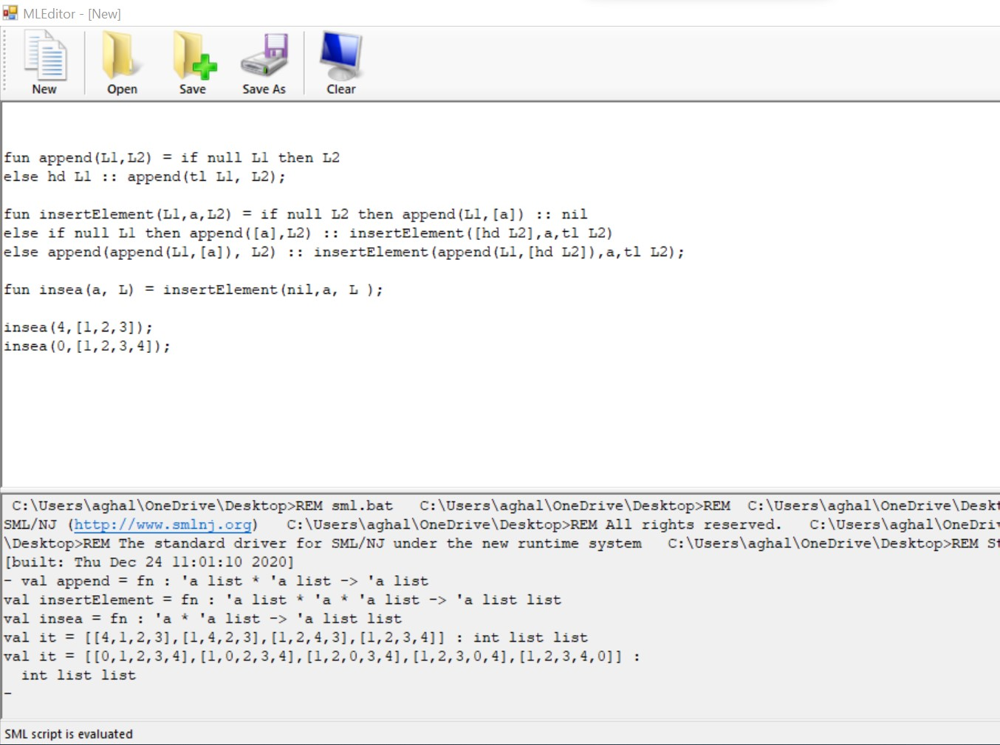 MLEditor - [New]
New Open Save Save As Clear
fun append(L1,L2) = if null L1 then L2
else hd L1 :: append(tl L1, L2);
fun insertElement(L1,a,L2) = if null L2 then append(L1,[a]) :: nil
else if null L1 then append([a],L2) :: insertElement([hd L2],a,tl L2)
else append(append(L1,[a]), L2) :: insertElement(append(L1,[hd L2]),a,tl L2);
fun insea(a, L) = insertElement(nil,a, L );
insea(4,[1,2,3]);
insea(0,[1,2,3,4]);
C:\Users\aghal\OneDrive\Desktop>REM sml.bat C:\Users\aghal\OneDrive\Desktop>REM C:\Users\aghal\OneDrive\Deskt
SML/NJ (http://www.smlnj.org) C:\Users\aghal\OneDrive\Desktop>REM All rights reserved. C:\Users\aghal\OneDriv
\Desktop>REM The standard driver for SML/NJ under the new runtime system C:\Users\aghal\OneDrive\Desktop>REM St
[built: Thu Dec 24 11:01:10 2020]
- val append = fn : 'a list * 'a list -> 'a list
val insertElement = fn : 'a list * 'a * 'a list -> 'a list list
val insea = fn : 'a * 'a list -> 'a list list
val it = [[4,1,2,3],[1,4,2,3],[1,2,4,3],[1,2,3,4]] : int list list
val it = [[0,1,2,3,4],[1,0,2,3,4],[1,2,0,3,4],[1,2,3,0,4],[1,2,3,4,0]] :
int list list
-
SML script is evaluated